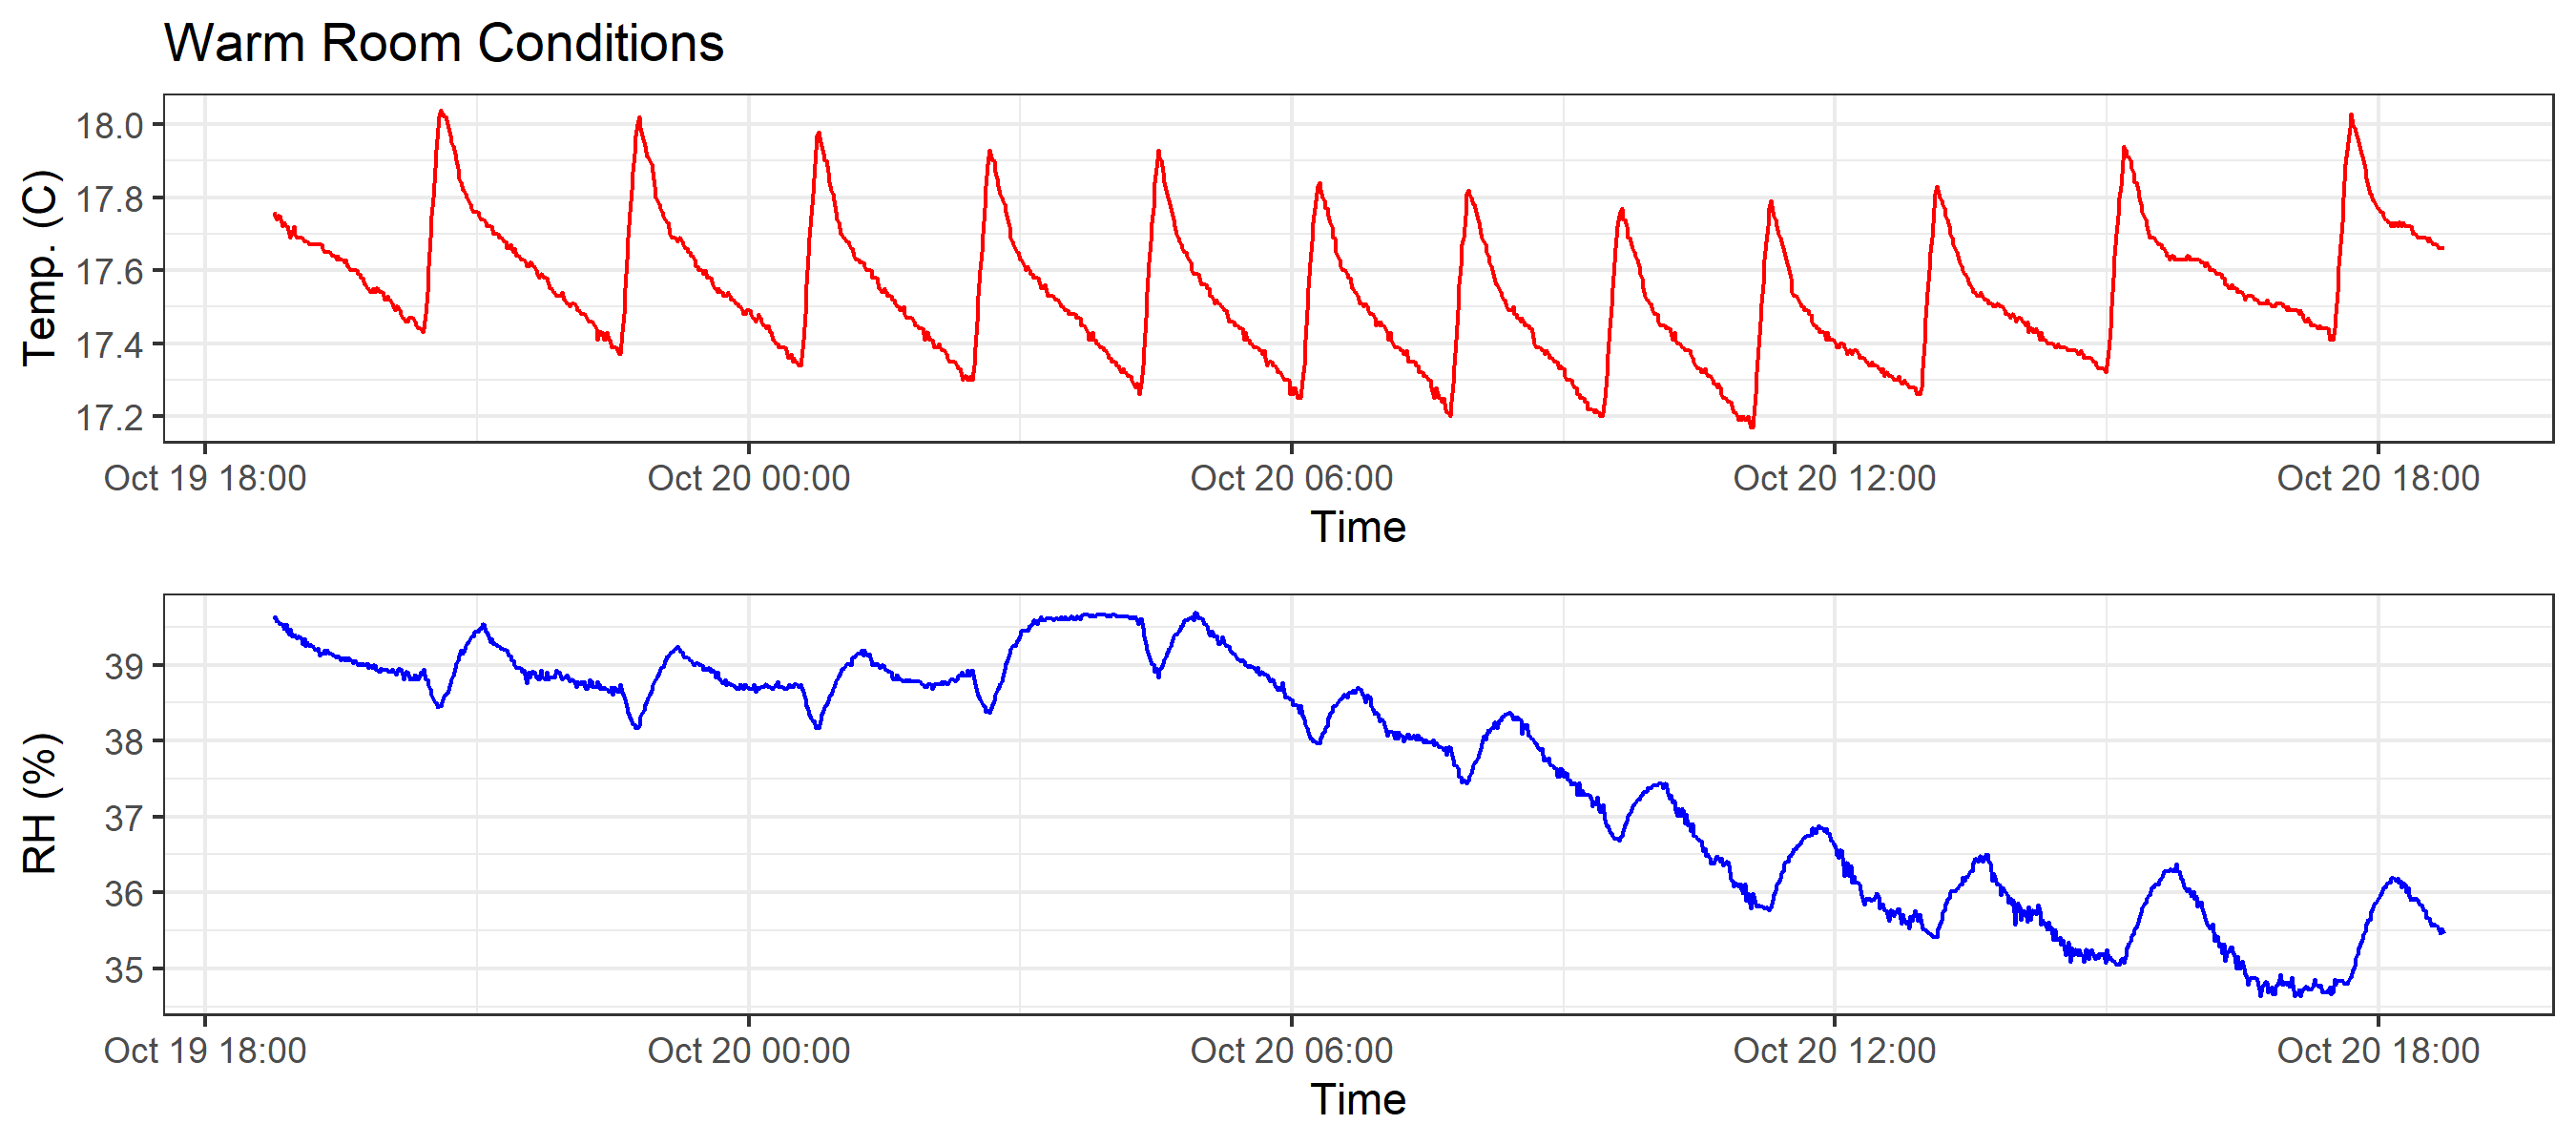 Warm Room Conditions
Temp. (C)
18.0
17.8
17.6
17.4
17.2
Oct 19 18:00 Oct 20 00:00 Oct 20 06:00 Oct 20 12:00 Oct 20 18:00
Time
RH (%)
39
38
37
36
35
Oct 19 18:00 Oct 20 00:00 Oct 20 06:00 Oct 20 12:00 Oct 20 18:00
Time